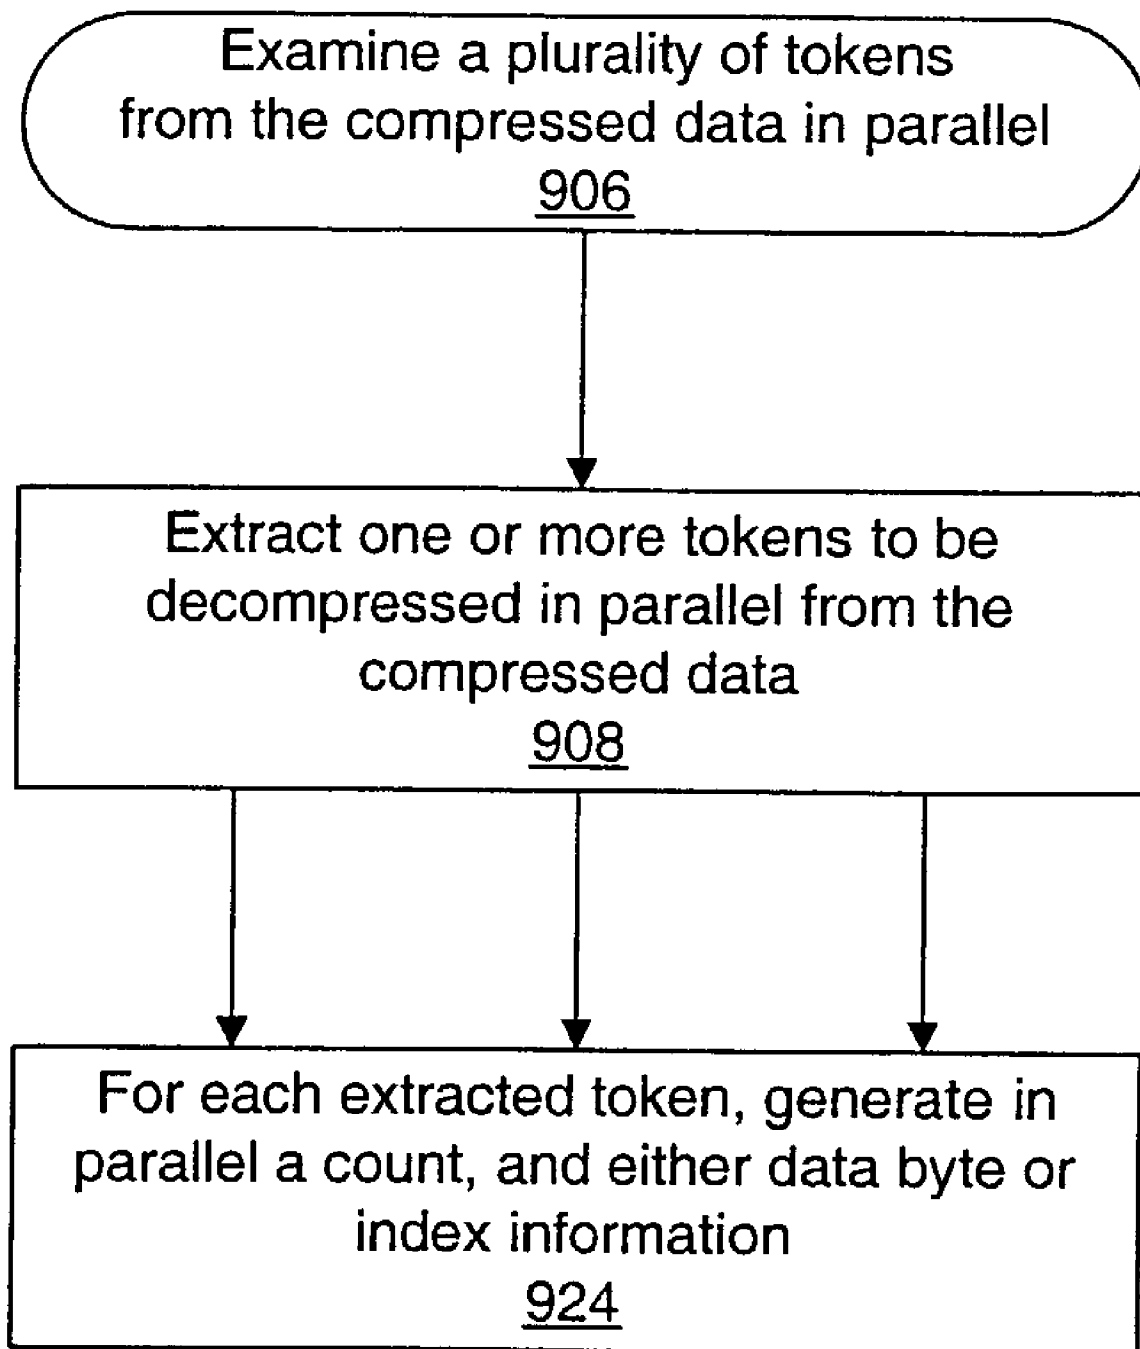 Examine a plurality of tokens
from the compressed data in parallel
906
Extract one or more tokens to be
decompressed in parallel from the
compressed data
908
For each extracted token, generate in
parallel a count, and either data byte or
index information
924